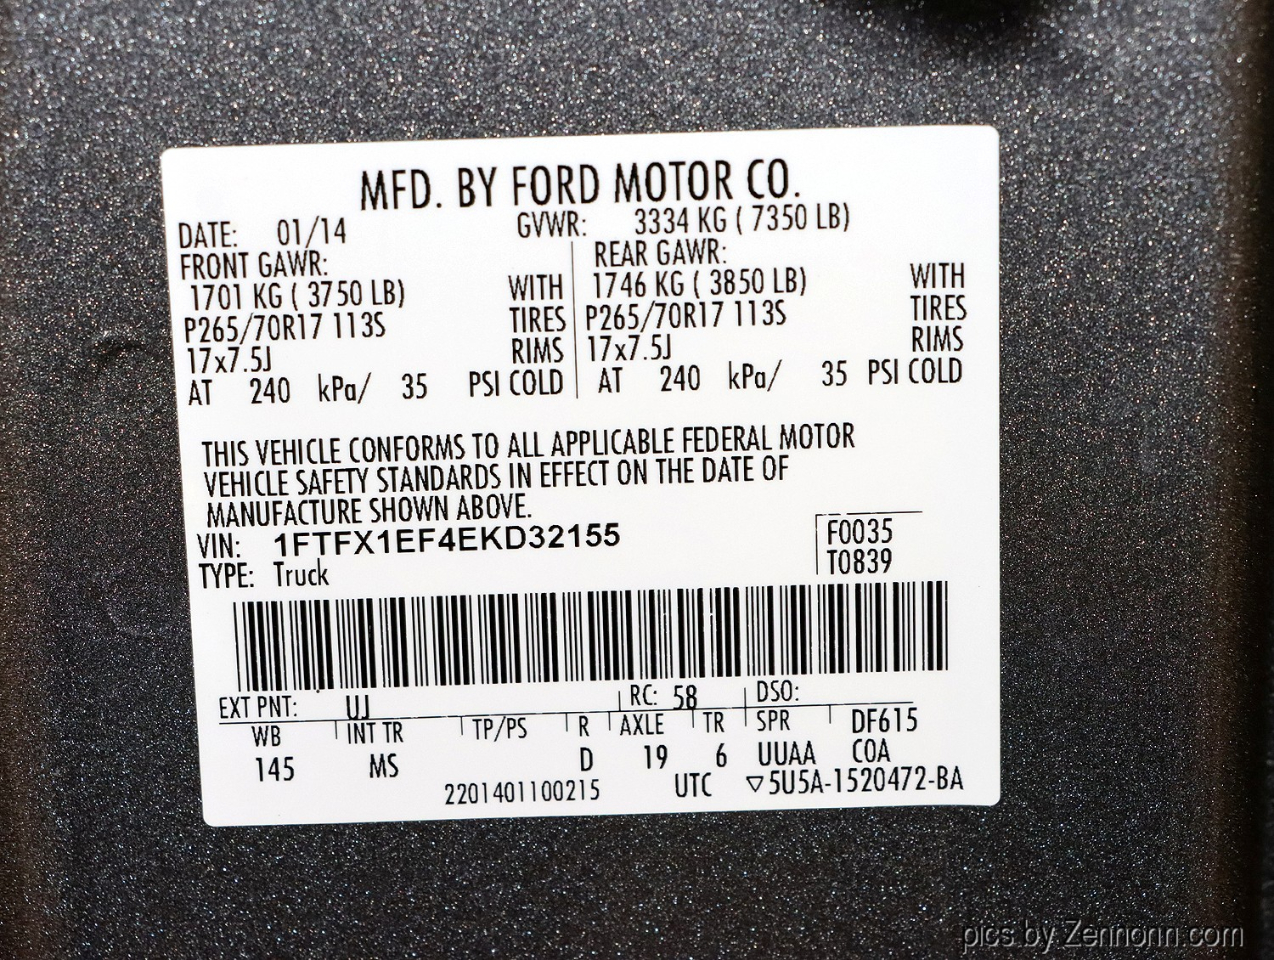 MFD. BY FORD MOTOR CO.
DATE: 01/14 GVWR: 3334 KG ( 7350 LB)
FRONT GAWR: REAR GAWR:
1701 KG ( 3750 LB) WITH 1746 KG ( 3850 LB) WITH
P265/70R17 113S TIRES P265/70R17 113S TIRES
17x7.5J RIMS 17x7.5J RIMS
AT 240 kPa/ 35 PSI COLD AT 240 kPa/ 35 PSI COLD
THIS VEHICLE CONFORMS TO ALL APPLICABLE FEDERAL MOTOR
VEHICLE SAFETY STANDARDS IN EFFECT ON THE DATE OF
MANUFACTURE SHOWN ABOVE.
VIN: 1FTFX1EF4EKD32155 F0035
TYPE: Truck T0839
EXT PNT: UJ RC: 58 DSO:
WB INT TR TP/PS R AXLE TR SPR DF615
145 MS D 19 6 UUAA COA
2201401100215 UTC ▽5U5A-1520472-BA
pics by Zennorin.com